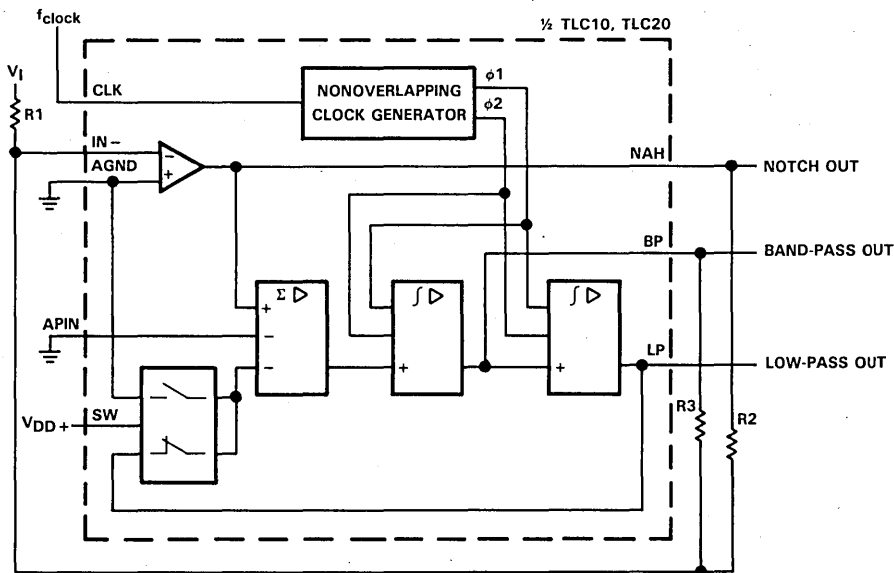 fclock
½ TLC10, TLC20
VI
CLK
NONOVERLAPPING
CLOCK GENERATOR
ϕ1
ϕ2
R1
IN −
AGND
NAH
NOTCH OUT
BP
BAND-PASS OUT
Σ ▷
∫ ▷
∫ ▷
+
−
−
+
+
−
+
APIN
LP
LOW-PASS OUT
SW
VDD +
R3
R2